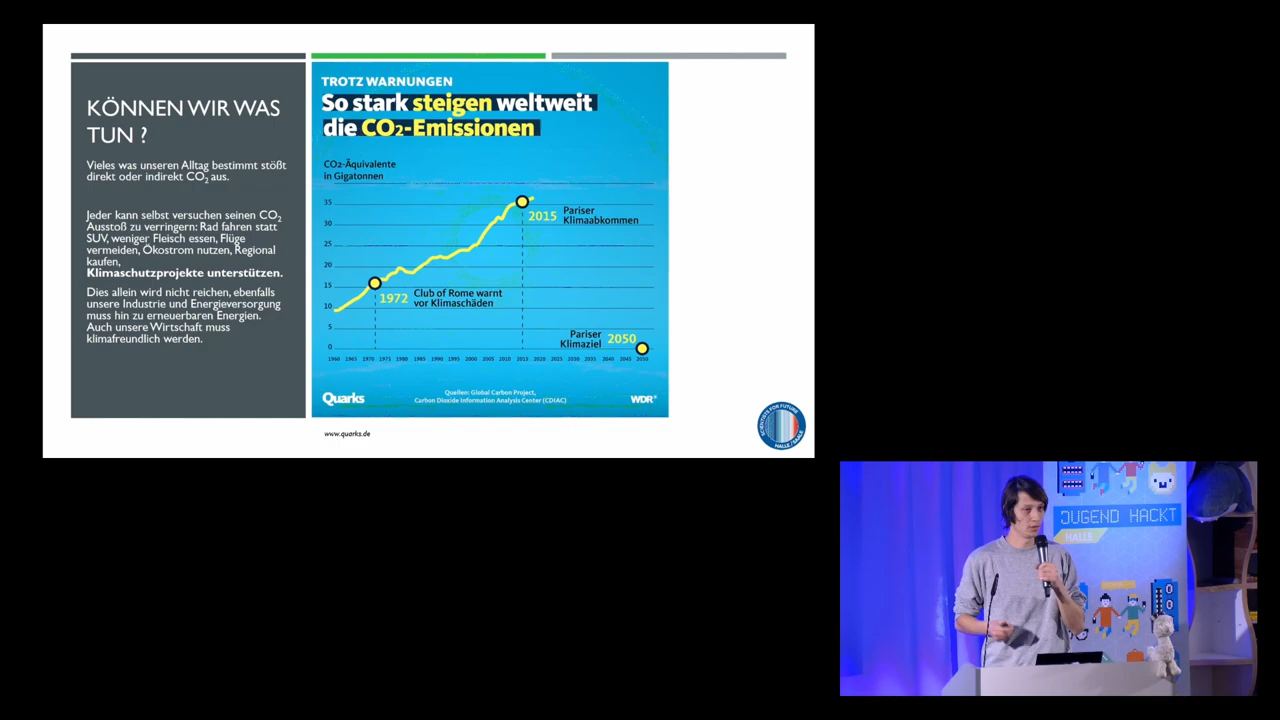 KÖNNEN WIR WAS
TUN ?
Vieles was unseren Alltag bestimmt stößt
direkt oder indirekt CO₂ aus.
Jeder kann selbst versuchen seinen CO₂
Ausstoß zu verringern: Rad fahren statt
SUV, weniger Fleisch essen, Flüge
vermeiden, Ökostrom nutzen, Regional
kaufen,
Klimaschutzprojekte unterstützen.
Dies allein wird nicht reichen, ebenfalls
unsere Industrie und Energieversorgung
muss hin zu erneuerbaren Energien.
Auch unsere Wirtschaft muss
klimafreundlich werden.
TROTZ WARNUNGEN
So stark steigen weltweit
die CO₂-Emissionen
CO₂-Äquivalente
in Gigatonnen
35
30
25
20
15
10
5
0
2015 Pariser
Klimaabkommen
1972 Club of Rome warnt
vor Klimaschäden
Pariser
Klimaziel 2050
1960 1965 1970 1975 1980 1985 1990 1995 2000 2005 2010 2015 2020 2025 2030 2035 2040 2045 2050
Quarks
Quellen: Global Carbon Project,
Carbon Dioxide Information Analysis Center (CDIAC)
WDR
www.quarks.de
SCIENTISTS FOR FUTURE
HALLE / SAALE
JUGEND HACKT
HALLE